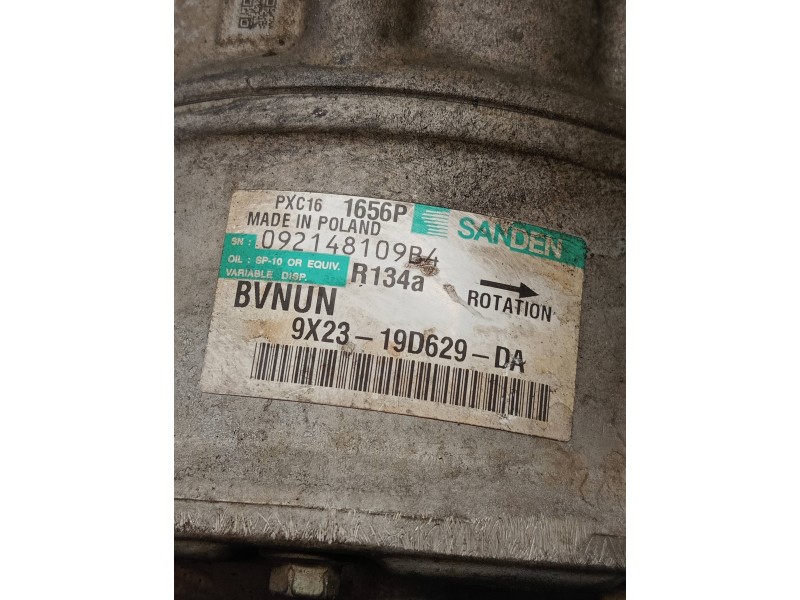 PXC16 1656P SANDEN
MADE IN POLAND
SN : 092148109B4
OIL : SP-10 OR EQUIV.
VARIABLE DISP. R134a
ROTATION
BVNUN
9X23-19D629-DA